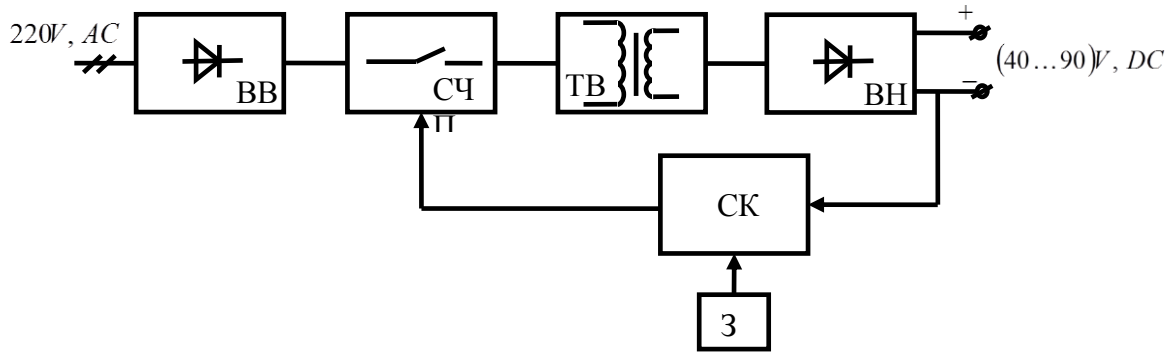 220V, AC
ВВ
СЧ
П
ТВ
ВН
+
−
(40…90)V, DC
СК
З